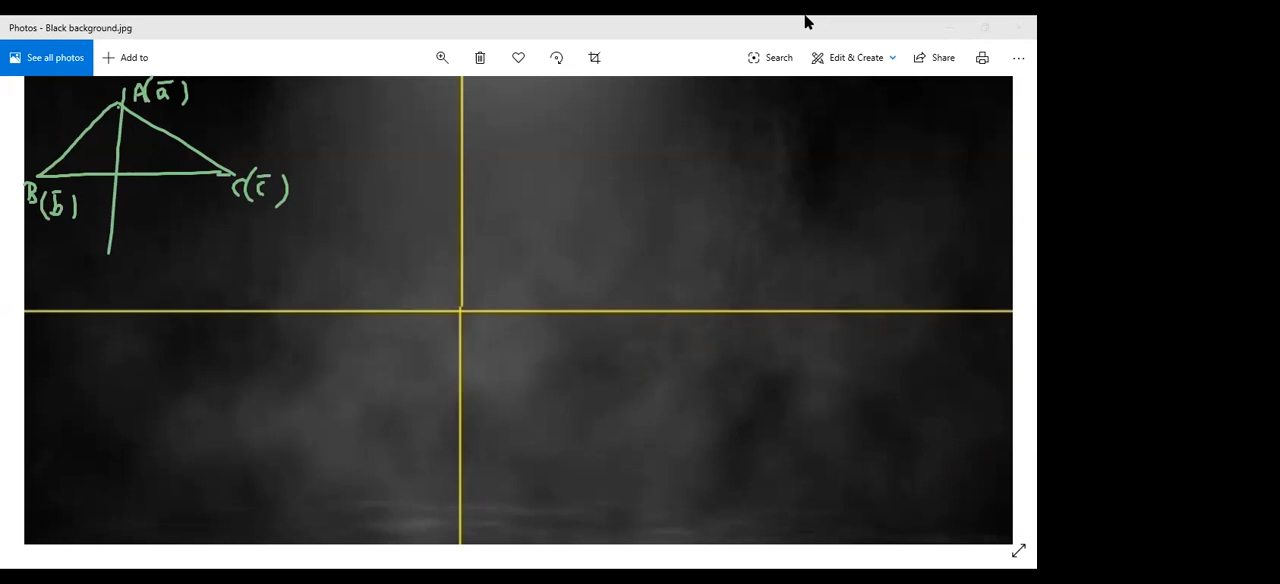 Photos - Black background.jpg
See all photos
Add to
Search
Edit & Create
Share
A(a̅)
B(b̅)
C(c̅)